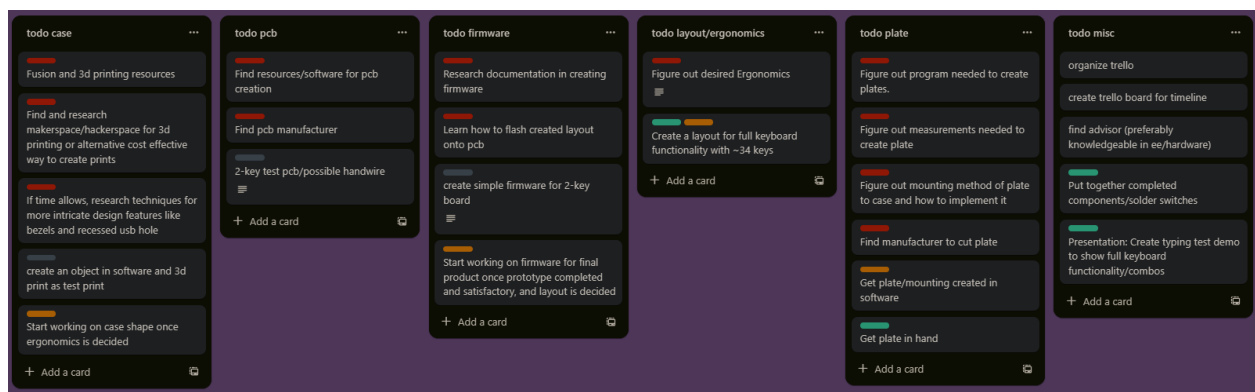 todo case
Fusion and 3d printing resources
Find and research
makerspace/hackerspace for 3d
printing or alternative cost effective
way to create prints
If time allows, research techniques for
more intricate design features like
bezels and recessed usb hole
create an object in software and 3d
print as test print
Start working on case shape once
ergonomics is decided
+ Add a card
todo pcb
Find resources/software for pcb
creation
Find pcb manufacturer
2-key test pcb/possible handwire
+ Add a card
todo firmware
Research documentation in creating
firmware
Learn how to flash created layout
onto pcb
create simple firmware for 2-key
board
Start working on firmware for final
product once prototype completed
and satisfactory, and layout is decided
+ Add a card
todo layout/ergonomics
Figure out desired Ergonomics
Create a layout for full keyboard
functionality with ~34 keys
+ Add a card
todo plate
Figure out program needed to create
plates.
Figure out measurements needed to
create plate
Figure out mounting method of plate
to case and how to implement it
Find manufacturer to cut plate
Get plate/mounting created in
software
Get plate in hand
+ Add a card
todo misc
organize trello
create trello board for timeline
find advisor (preferably
knowledgeable in ee/hardware)
Put together completed
components/solder switches
Presentation: Create typing test demo
to show full keyboard
functionality/combos
+ Add a card